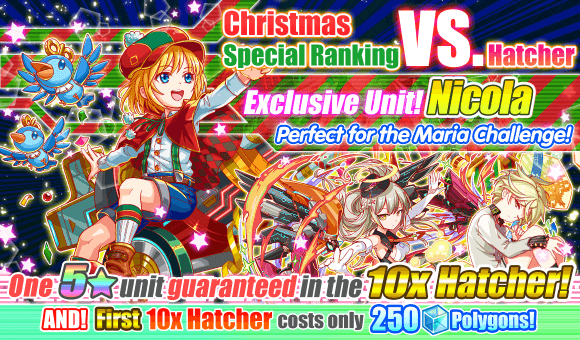 Christmas
Special Ranking VS. Hatcher
Exclusive Unit! Nicola
Perfect for the Maria Challenge!
One 5★ unit guaranteed in the 10x Hatcher!
AND! First 10x Hatcher costs only 250 Polygons!